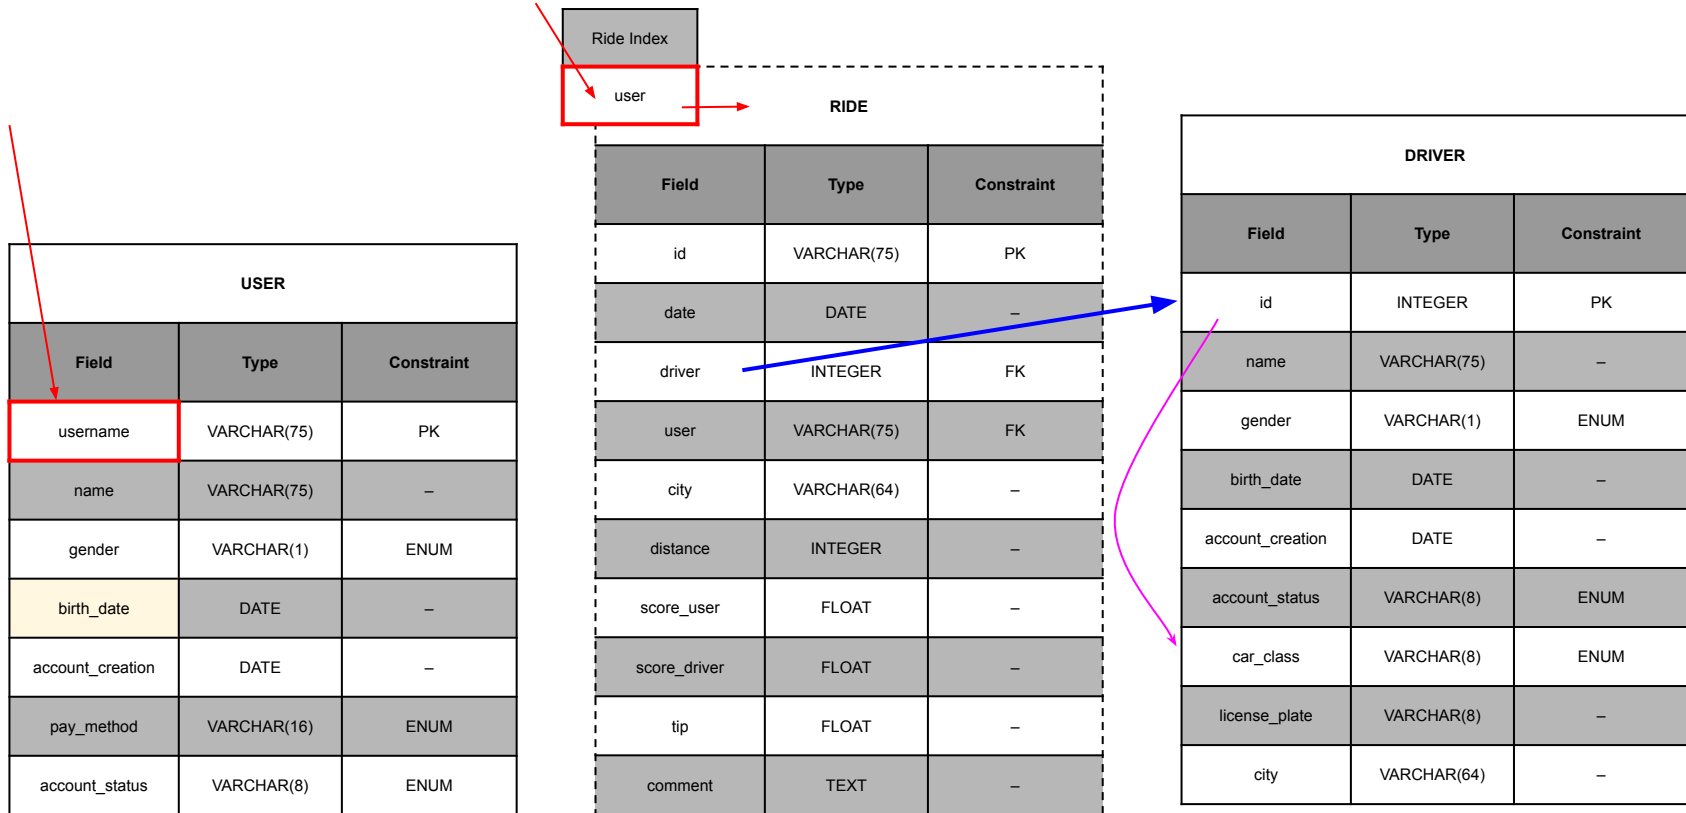 Ride Index
user
RIDE
Field Type Constraint
id VARCHAR(75) PK
date DATE –
driver INTEGER FK
user VARCHAR(75) FK
city VARCHAR(64) –
distance INTEGER –
score_user FLOAT –
score_driver FLOAT –
tip FLOAT –
comment TEXT –
USER
Field Type Constraint
username VARCHAR(75) PK
name VARCHAR(75) –
gender VARCHAR(1) ENUM
birth_date DATE –
account_creation DATE –
pay_method VARCHAR(16) ENUM
account_status VARCHAR(8) ENUM
DRIVER
Field Type Constraint
id INTEGER PK
name VARCHAR(75) –
gender VARCHAR(1) ENUM
birth_date DATE –
account_creation DATE –
account_status VARCHAR(8) ENUM
car_class VARCHAR(8) ENUM
license_plate VARCHAR(8) –
city VARCHAR(64) –